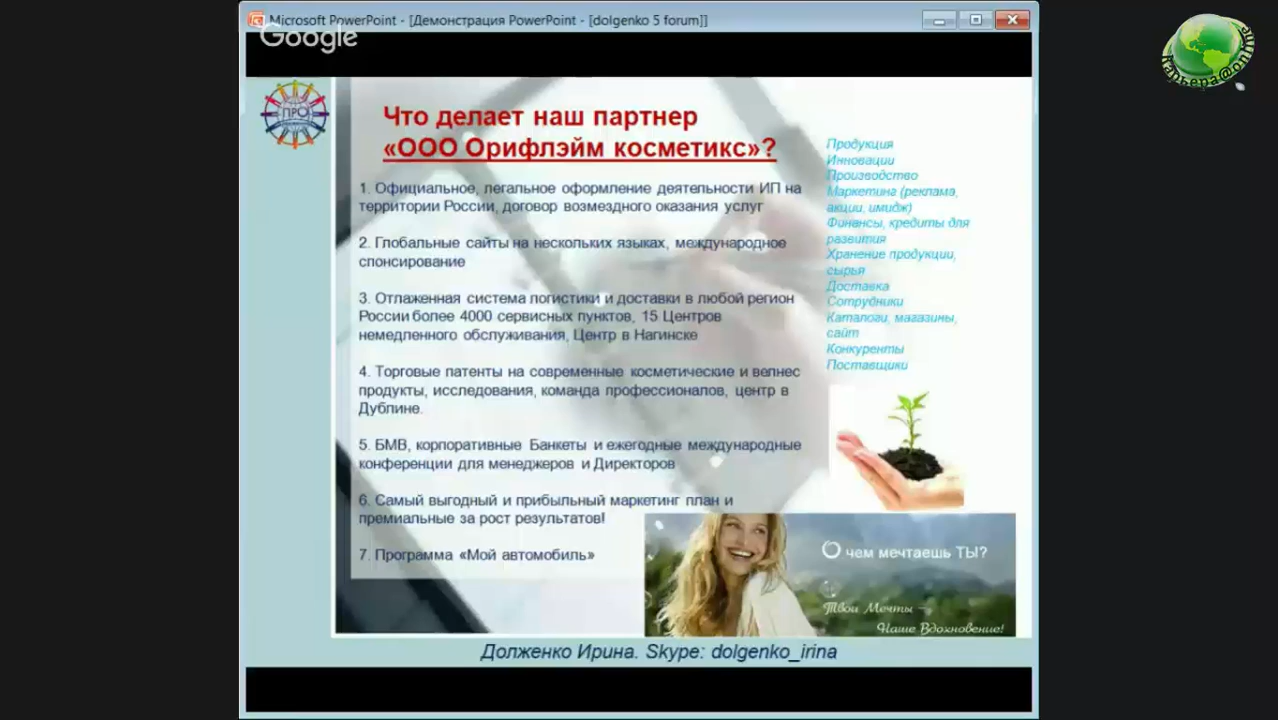 Microsoft PowerPoint - [Демонстрация PowerPoint - [dolgenko 5 forum]]
Google
Карьера@online
ПРО
Что делает наш партнер
«ООО Орифлэйм косметикс»?
1. Официальное, легальное оформление деятельности ИП на
территории России, договор возмездного оказания услуг
2. Глобальные сайты на нескольких языках, международное
спонсирование
3. Отлаженная система логистики и доставки в любой регион
России более 4000 сервисных пунктов, 15 Центров
немедленного обслуживания, Центр в Нагинске
4. Торговые патенты на современные косметические и велнес
продукты, исследования, команда профессионалов, центр в
Дублине.
5. БМВ, корпоративные Банкеты и ежегодные международные
конференции для менеджеров и Директоров
6. Самый выгодный и прибыльный маркетинг план и
премиальные за рост результатов!
7. Программа «Мой автомобиль»
Продукция
Инновации
Производство
Маркетинг (реклама,
акции, имидж)
Финансы, кредиты для
развития
Хранение продукции,
сырья
Доставка
Сотрудники
Каталоги, магазины,
сайт
Конкуренты
Поставщики
О чем мечтаешь ТЫ?
Твои Мечты –
Наше Вдохновение!
Долженко Ирина. Skype: dolgenko_irina